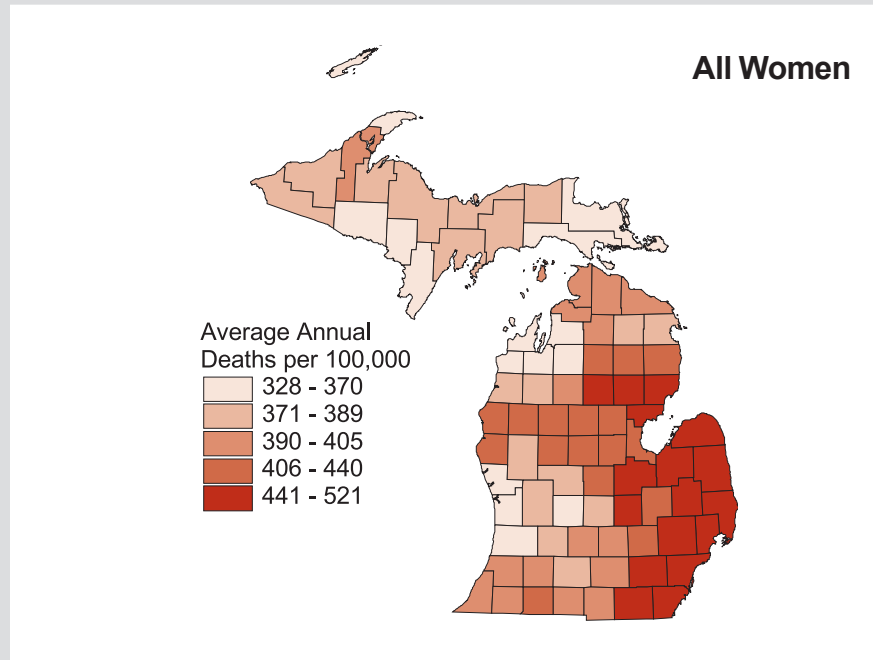 All Women
Average Annual
Deaths per 100,000
328 - 370
371 - 389
390 - 405
406 - 440
441 - 521